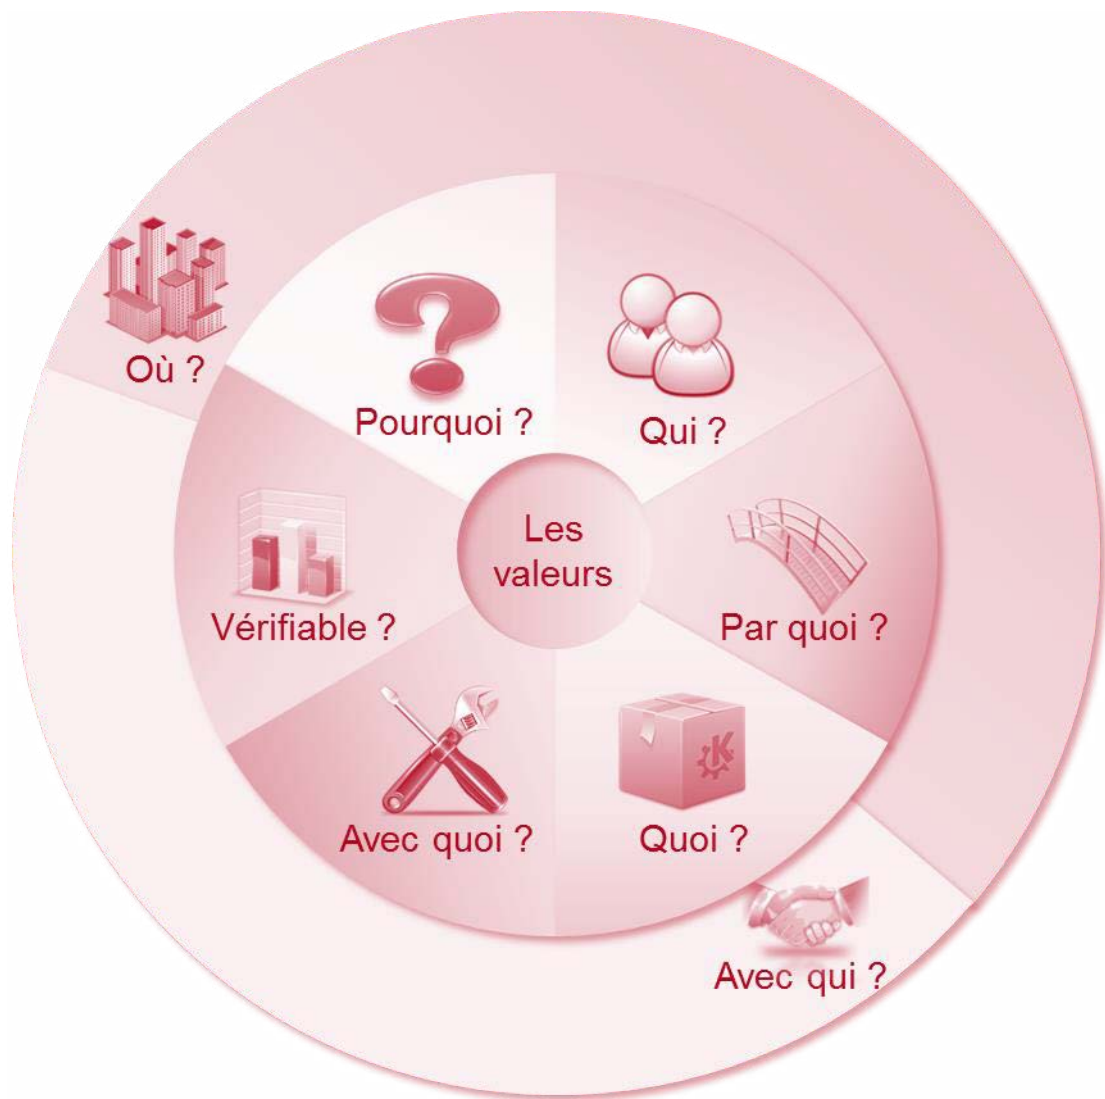 Où ?
Pourquoi ?
Qui ?
Les
valeurs
Vérifiable ?
Par quoi ?
Avec quoi ?
Quoi ?
Avec qui ?